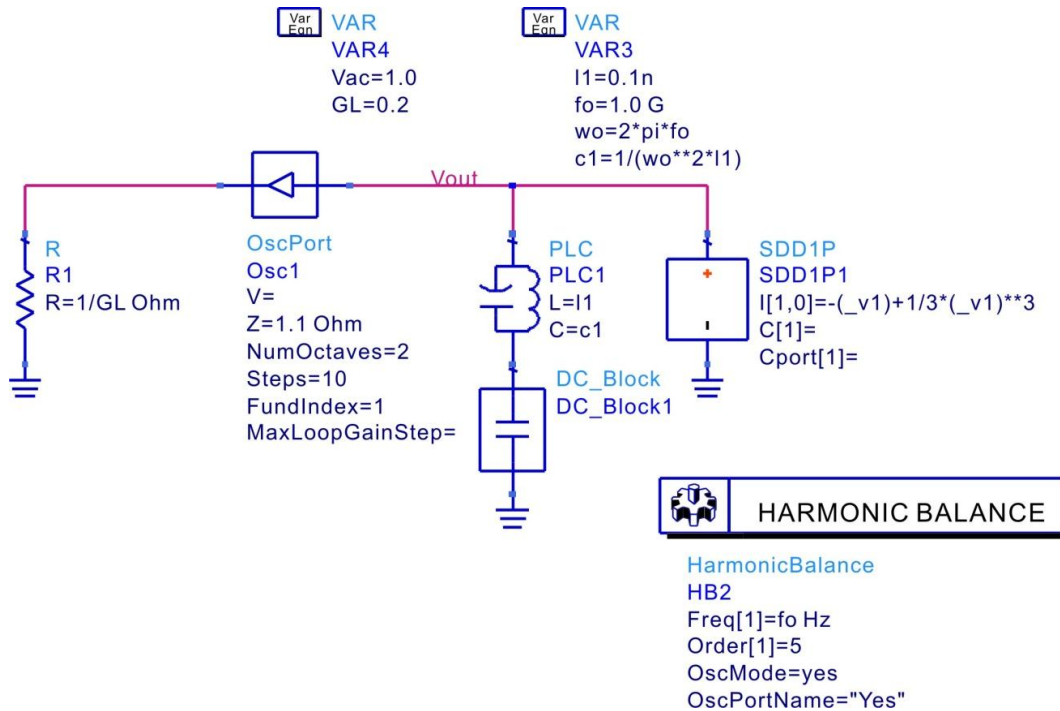 Var
Eqn
VAR
VAR4
Vac=1.0
GL=0.2
Var
Eqn
VAR
VAR3
l1=0.1n
fo=1.0 G
wo=2*pi*fo
c1=1/(wo**2*l1)
Vout
R
R1
R=1/GL Ohm
OscPort
Osc1
V=
Z=1.1 Ohm
NumOctaves=2
Steps=10
FundIndex=1
MaxLoopGainStep=
PLC
PLC1
L=l1
C=c1
DC_Block
DC_Block1
SDD1P
SDD1P1
I[1,0]=-(_v1)+1/3*(_v1)**3
C[1]=
Cport[1]=
HARMONIC BALANCE
HarmonicBalance
HB2
Freq[1]=fo Hz
Order[1]=5
OscMode=yes
OscPortName="Yes"